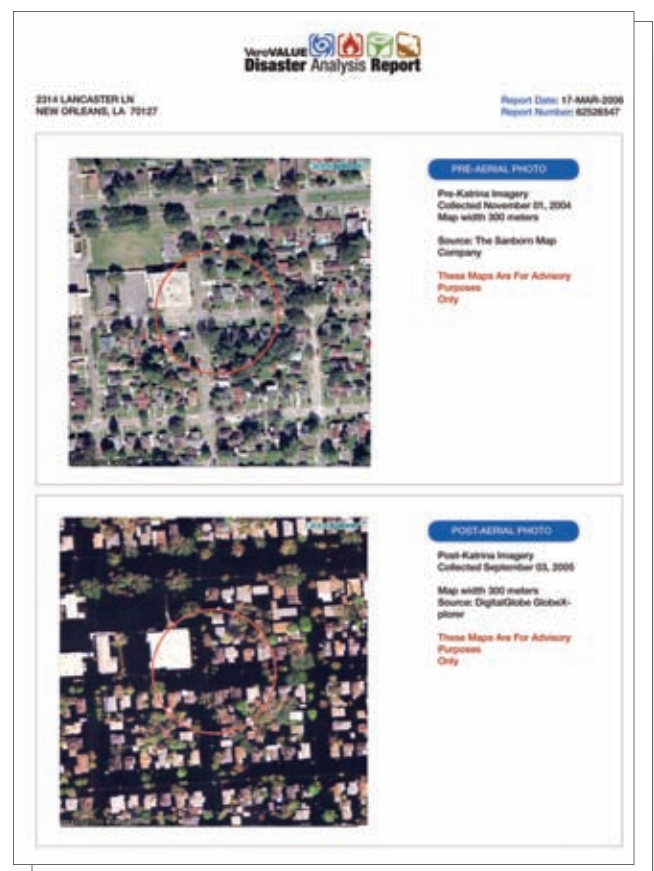 VeroVALUE
Disaster Analysis Report
2314 LANCASTER LN
NEW ORLEANS, LA 70127
Report Date: 17-MAR-2006
Report Number: 62526547
PRE-AERIAL PHOTO
Pre-Katrina Imagery
Collected November 01, 2004
Map width 300 meters
Source: The Sanborn Map
Company
These Maps Are For Advisory
Purposes
Only
POST-AERIAL PHOTO
Post-Katrina Imagery
Collected September 03, 2005
Map width 300 meters
Source: DigitalGlobe GlobeX-
plorer
These Maps Are For Advisory
Purposes
Only